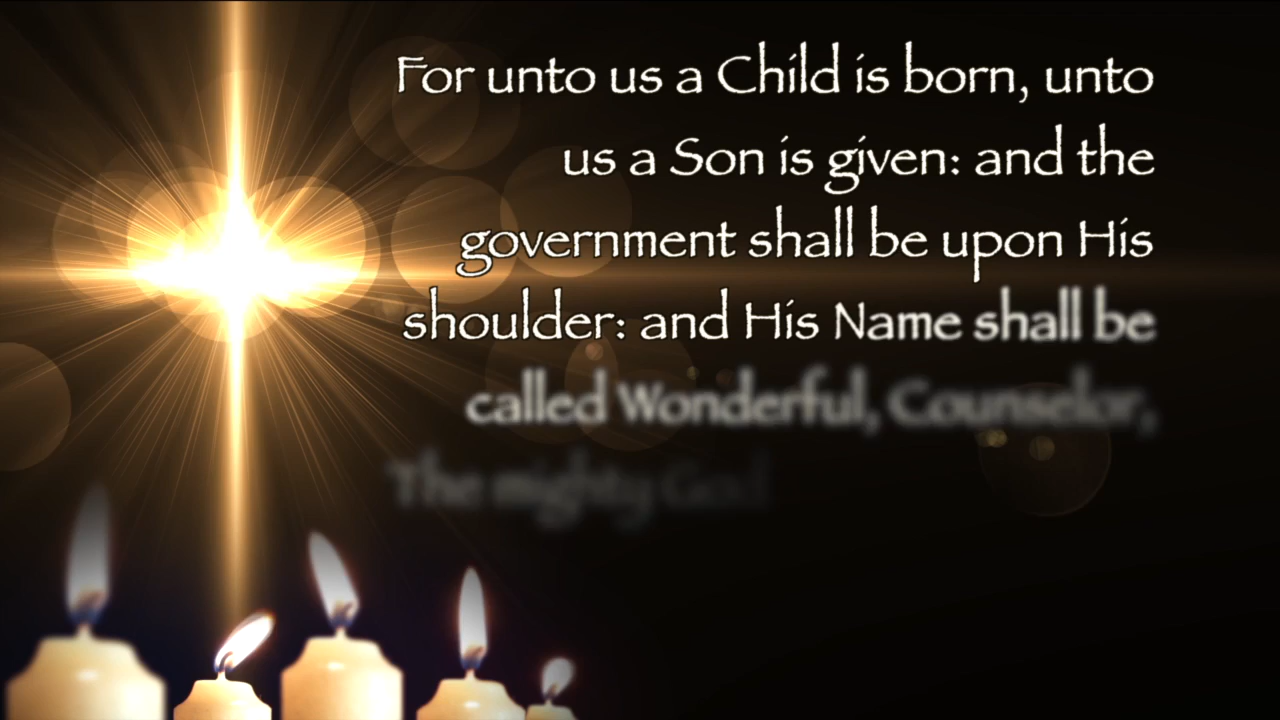 For unto us a Child is born, unto
us a Son is given: and the
government shall be upon His
shoulder: and His Name shall be
called Wonderful, Counselor,
The mighty God